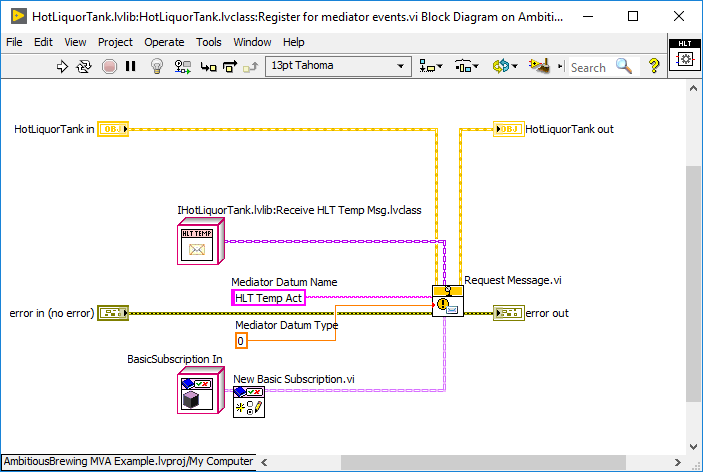 HotLiquorTank.lvlib:HotLiquorTank.lvclass:Register for mediator events.vi Block Diagram on Ambiti...
File Edit View Project Operate Tools Window Help
HLT
13pt Tahoma
Search
HotLiquorTank in
OBJ
OBJ
HotLiquorTank out
IHotLiquorTank.lvlib:Receive HLT Temp Msg.lvclass
HLT TEMP
Mediator Datum Name
Request Message.vi
HLT Temp Act
error in (no error)
error out
Mediator Datum Type
0
BasicSubscription In
New Basic Subscription.vi
AmbitiousBrewing MVA Example.lvproj/My Computer